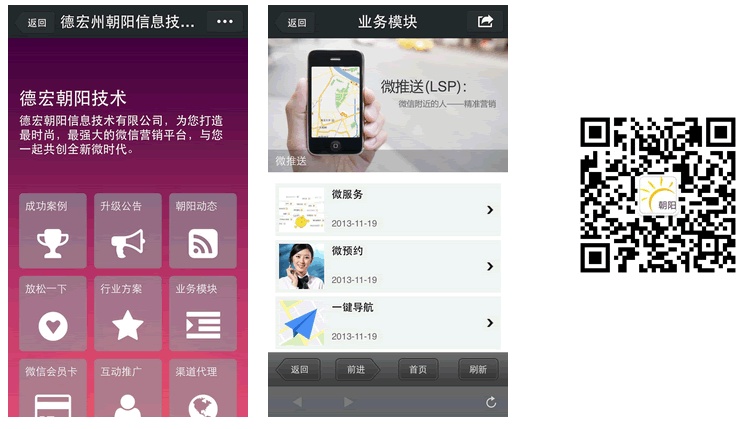 返回
德宏州朝阳信息技...
德宏朝阳技术
德宏朝阳信息技术有限公司，为您打造
最时尚，最强大的微信营销平台，与您
一起共创全新微时代。
成功案例
升级公告
朝阳动态
放松一下
行业方案
业务模块
微信会员卡
互动推广
渠道代理
返回
业务模块
微推送(LSP)：
微信附近的人——精准营销
微推送
微服务
2013-11-19
微预约
2013-11-19
一键导航
2013-11-19
返回
前进
首页
刷新
朝阳